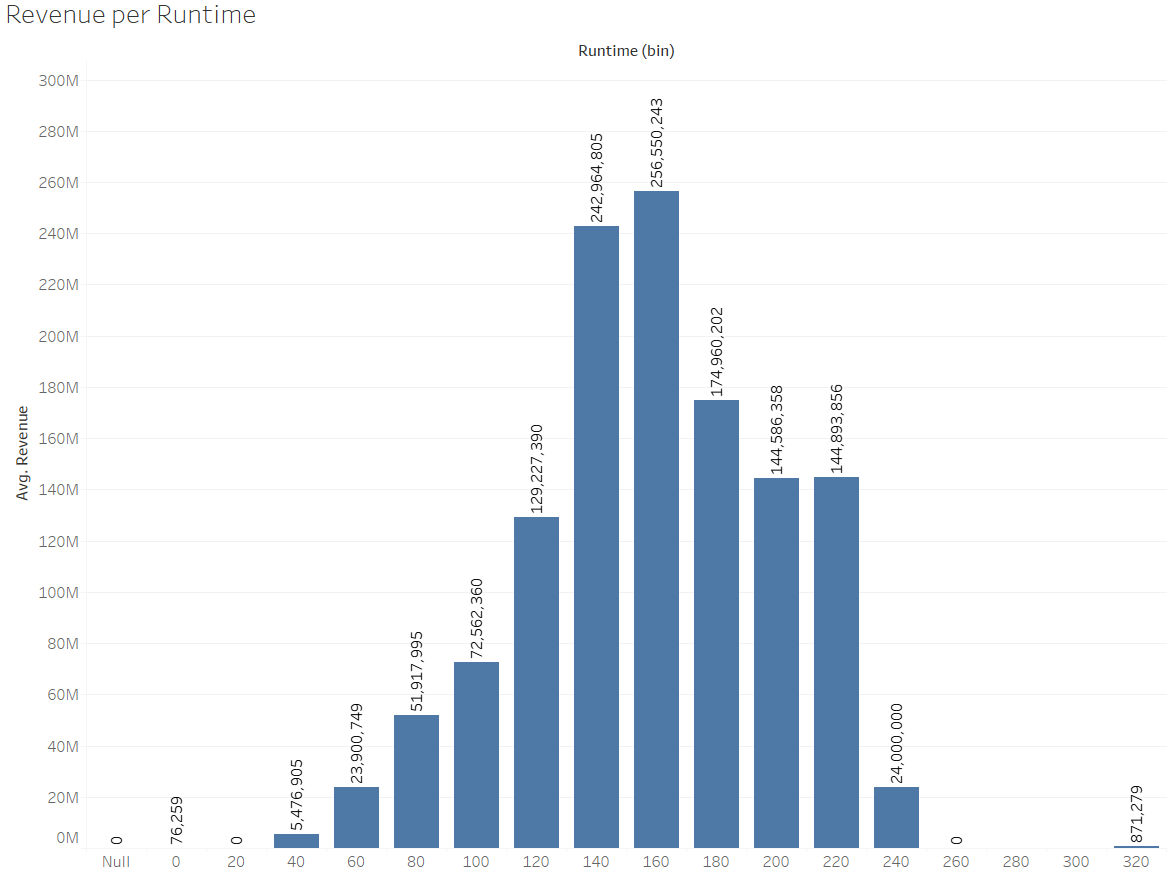 Revenue per Runtime
Runtime (bin)
Avg. Revenue
300M
280M
260M
240M
220M
200M
180M
160M
140M
120M
100M
80M
60M
40M
20M
0M
0
76,259
0
5,476,905
23,900,749
51,917,995
72,562,360
129,227,390
242,964,805
256,550,243
174,960,202
144,586,358
144,893,856
24,000,000
0
871,279
Null 0 20 40 60 80 100 120 140 160 180 200 220 240 260 280 300 320